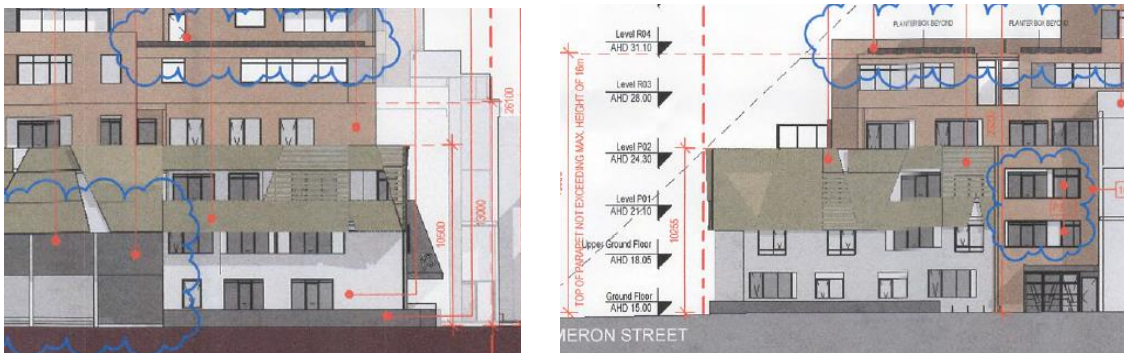 26100
10500
PLANTER BOX BEYOND
PLANTER BOX BEYOND
Level R04
AHD 31.10
Level R03
AHD 28.00
Level P02
AHD 24.30
Level P01
AHD 21.10
Upper Ground Floor
AHD 18.05
Ground Floor
AHD 15.00
TOP OF PARAPET NOT EXCEEDING MAX. HEIGHT OF 16m
10255
MERON STREET